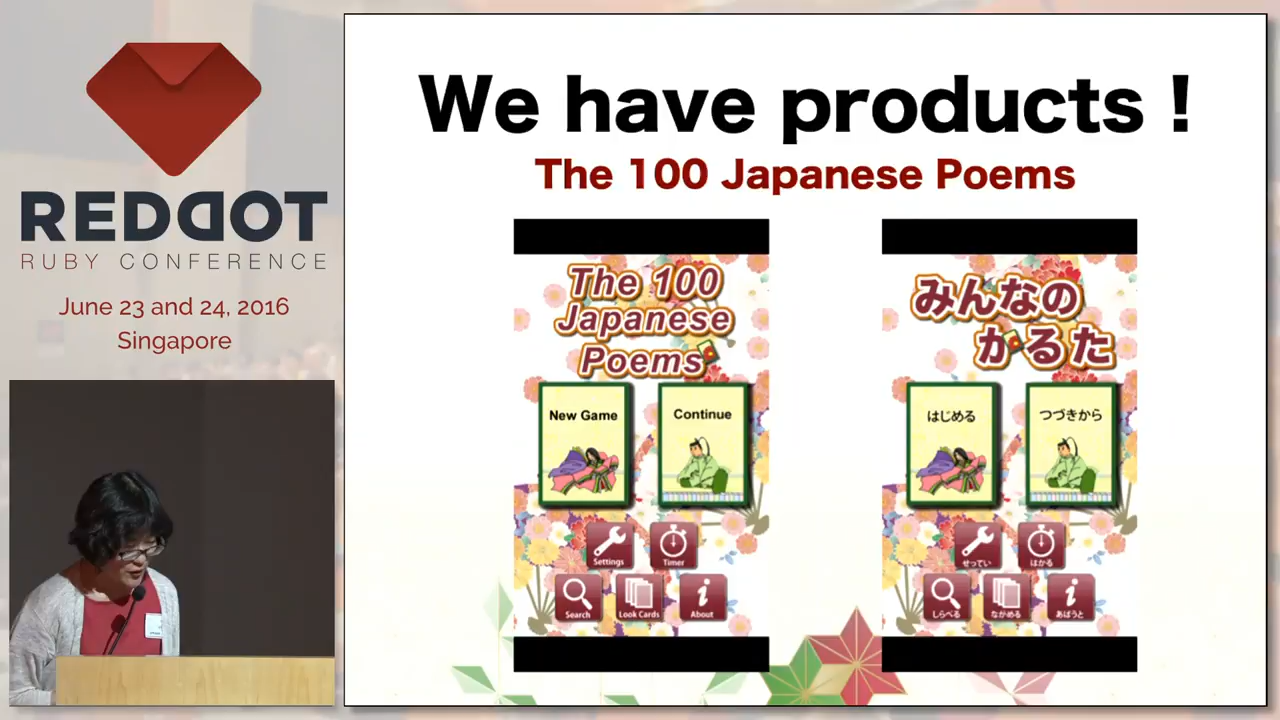 REDDOT
RUBY CONFERENCE
June 23 and 24, 2016
Singapore
We have products !
The 100 Japanese Poems
The 100
Japanese
Poems
New Game
Continue
Settings
Timer
Search
Look Cards
About
みんなの
かるた
はじめる
つづきから
せってい
はかる
しらべる
ながめる
あばうと